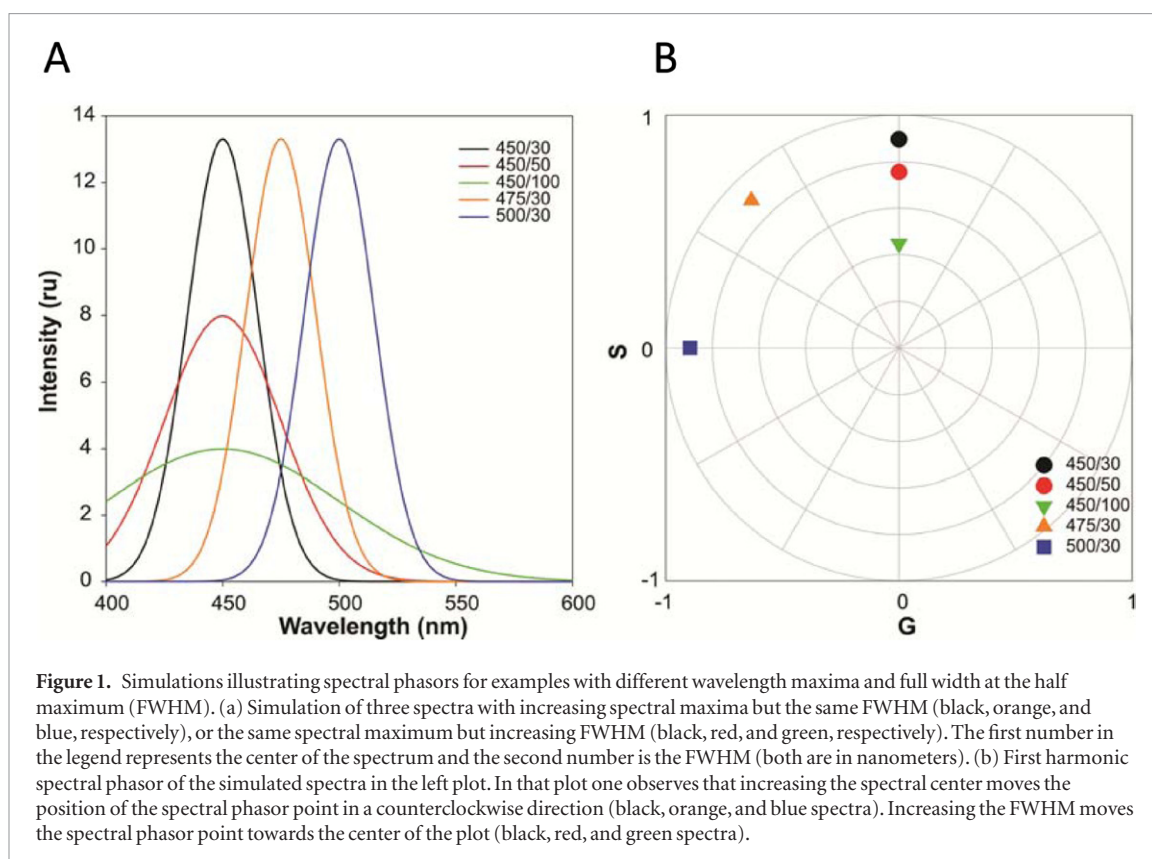 A
B
14
12
10
8
6
4
2
0
Intensity (ru)
400
450
500
550
600
Wavelength (nm)
450/30
450/50
450/100
475/30
500/30
1
S
0
-1
-1
0
1
G
450/30
450/50
450/100
475/30
500/30
Figure 1. Simulations illustrating spectral phasors for examples with different wavelength maxima and full width at the half
maximum (FWHM). (a) Simulation of three spectra with increasing spectral maxima but the same FWHM (black, orange, and
blue, respectively), or the same spectral maximum but increasing FWHM (black, red, and green, respectively). The first number in
the legend represents the center of the spectrum and the second number is the FWHM (both are in nanometers). (b) First harmonic
spectral phasor of the simulated spectra in the left plot. In that plot one observes that increasing the spectral center moves the
position of the spectral phasor point in a counterclockwise direction (black, orange, and blue spectra). Increasing the FWHM moves
the spectral phasor point towards the center of the plot (black, red, and green spectra).